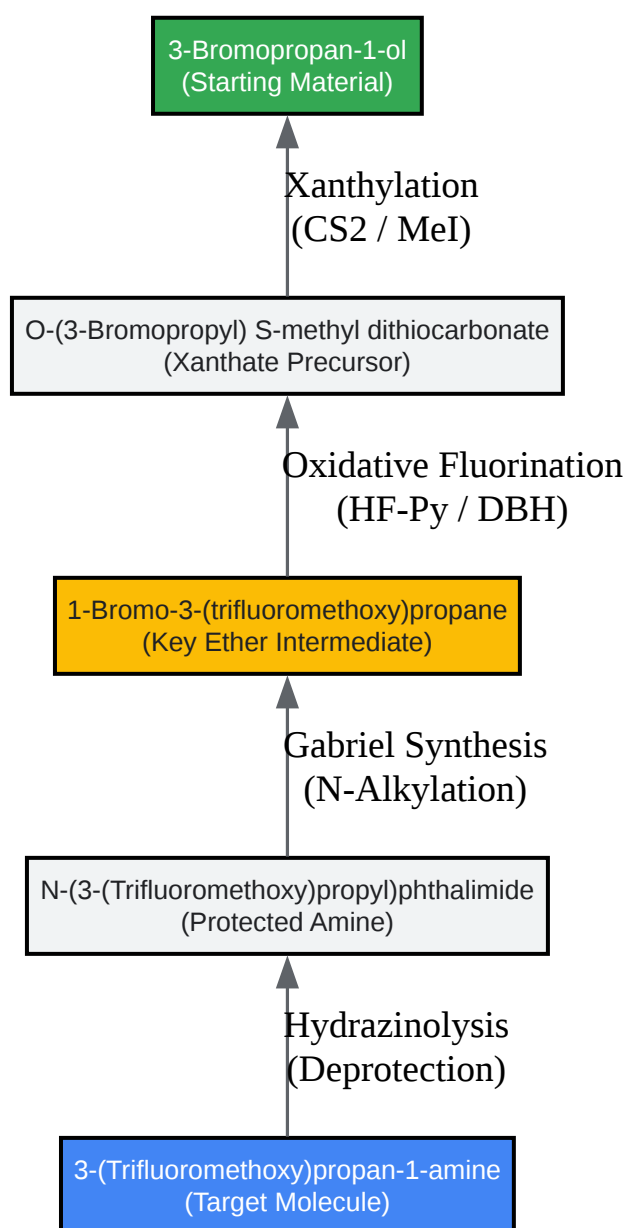 3-Bromopropan-1-ol
(Starting Material)
Xanthylation
(CS2 / MeI)
O-(3-Bromopropyl) S-methyl dithiocarbonate
(Xanthate Precursor)
Oxidative Fluorination
(HF-Py / DBH)
1-Bromo-3-(trifluoromethoxy)propane
(Key Ether Intermediate)
Gabriel Synthesis
(N-Alkylation)
N-(3-(Trifluoromethoxy)propyl)phthalimide
(Protected Amine)
Hydrazinolysis
(Deprotection)
3-(Trifluoromethoxy)propan-1-amine
(Target Molecule)